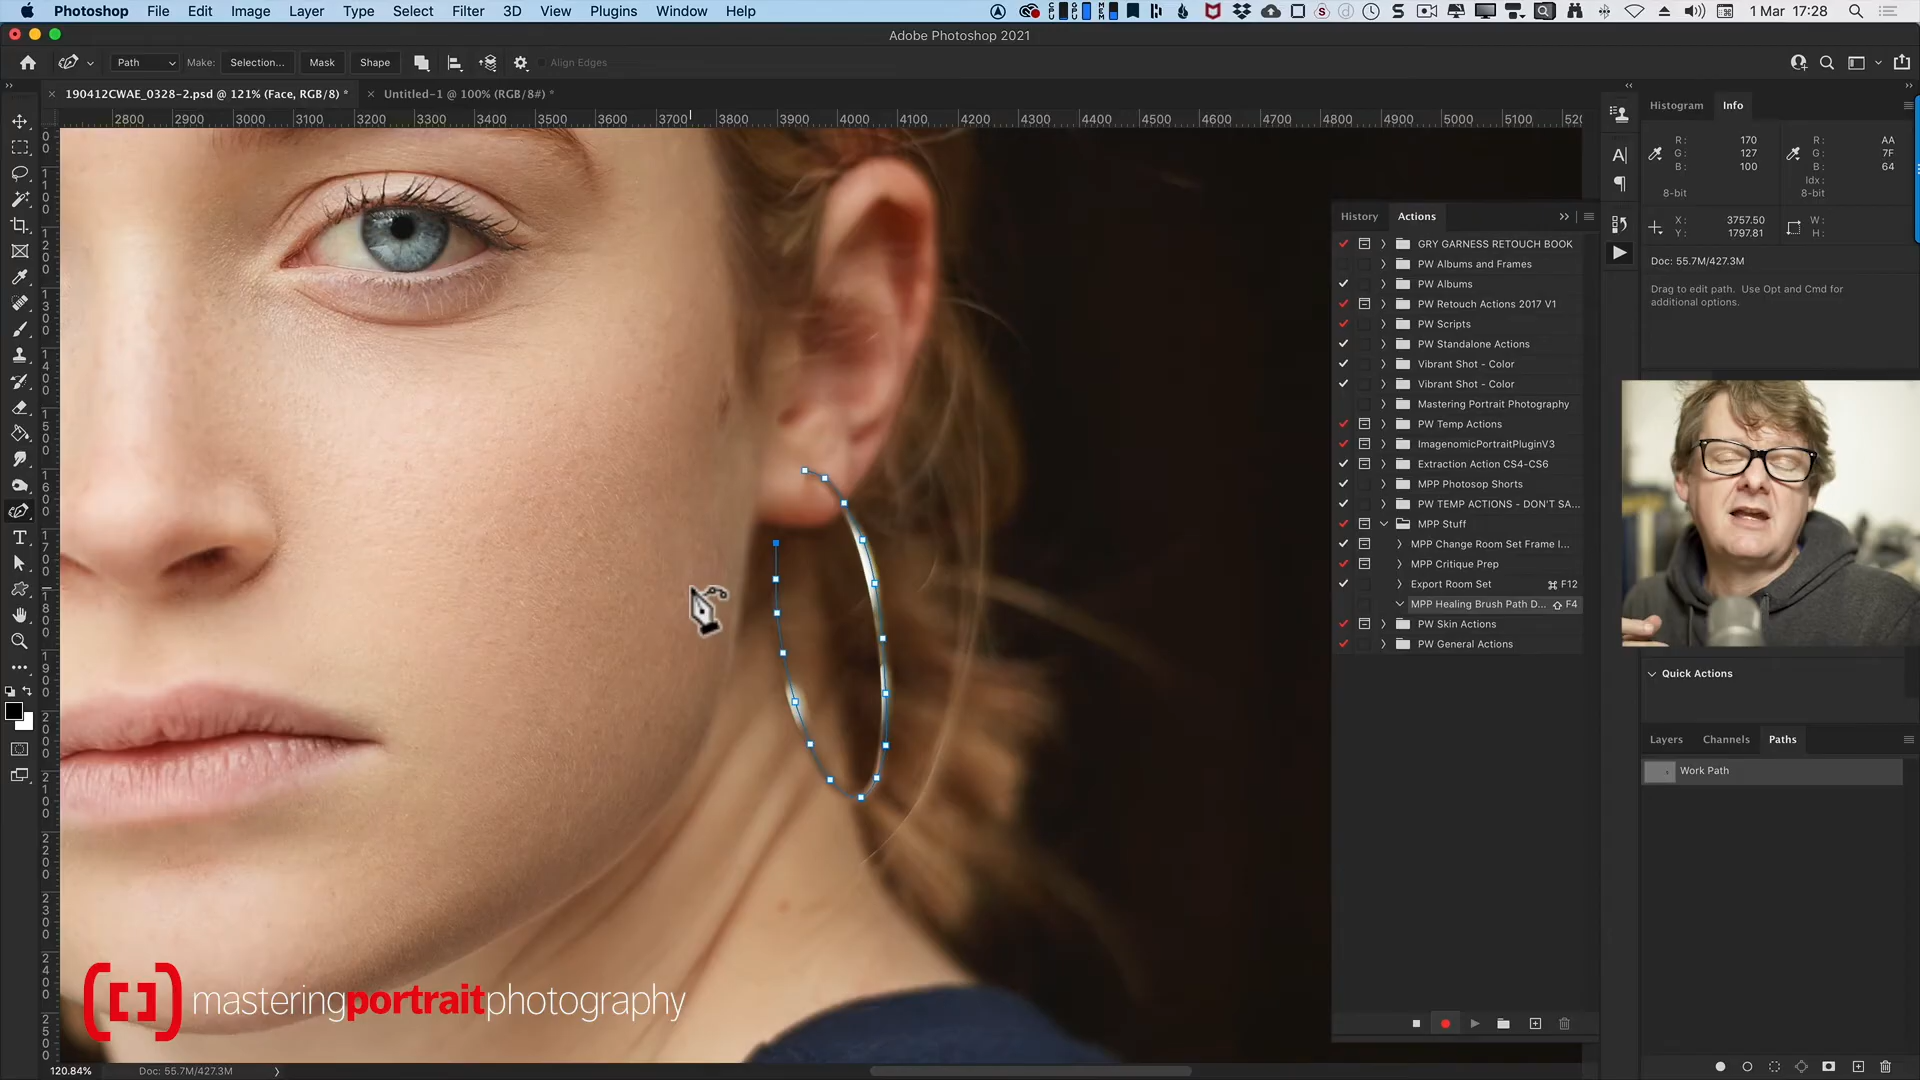 Photoshop File Edit Image Layer Type Select Filter 3D View Plugins Window Help
1 Mar 17:28
Adobe Photoshop 2021
Path Make: Selection... Mask Shape Align Edges
190412CWAE_0328-2.psd @ 121% (Face, RGB/8) *
Untitled-1 @ 100% (RGB/8#) *
2800 2900 3000 3100 3200 3300 3400 3500 3600 3700 3800 3900 4000 4100 4200 4300 4400 4500 4600 4700 4800 4900 5000 5100 520
History Actions
GRY GARNESS RETOUCH BOOK
PW Albums and Frames
PW Albums
PW Retouch Actions 2017 V1
PW Scripts
PW Standalone Actions
Vibrant Shot - Color
Vibrant Shot - Color
Mastering Portrait Photography
PW Temp Actions
ImagenomicPortraitPluginV3
Extraction Action CS4-CS6
MPP Photosop Shorts
PW TEMP ACTIONS - DON'T SA...
MPP Stuff
MPP Change Room Set Frame I...
MPP Critique Prep
Export Room Set ⌘ F12
MPP Healing Brush Path D... ⇧ F4
PW Skin Actions
PW General Actions
Histogram Info
R: 170 R: AA
G: 127 G: 7F
B: 100 B: 64
Idx:
8-bit 8-bit
X: 3757.50 W:
Y: 1797.81 H:
Doc: 55.7M/427.3M
Drag to edit path. Use Opt and Cmd for
additional options.
Quick Actions
Layers Channels Paths
Work Path
masteringportraitphotography
120.84% Doc: 55.7M/427.3M